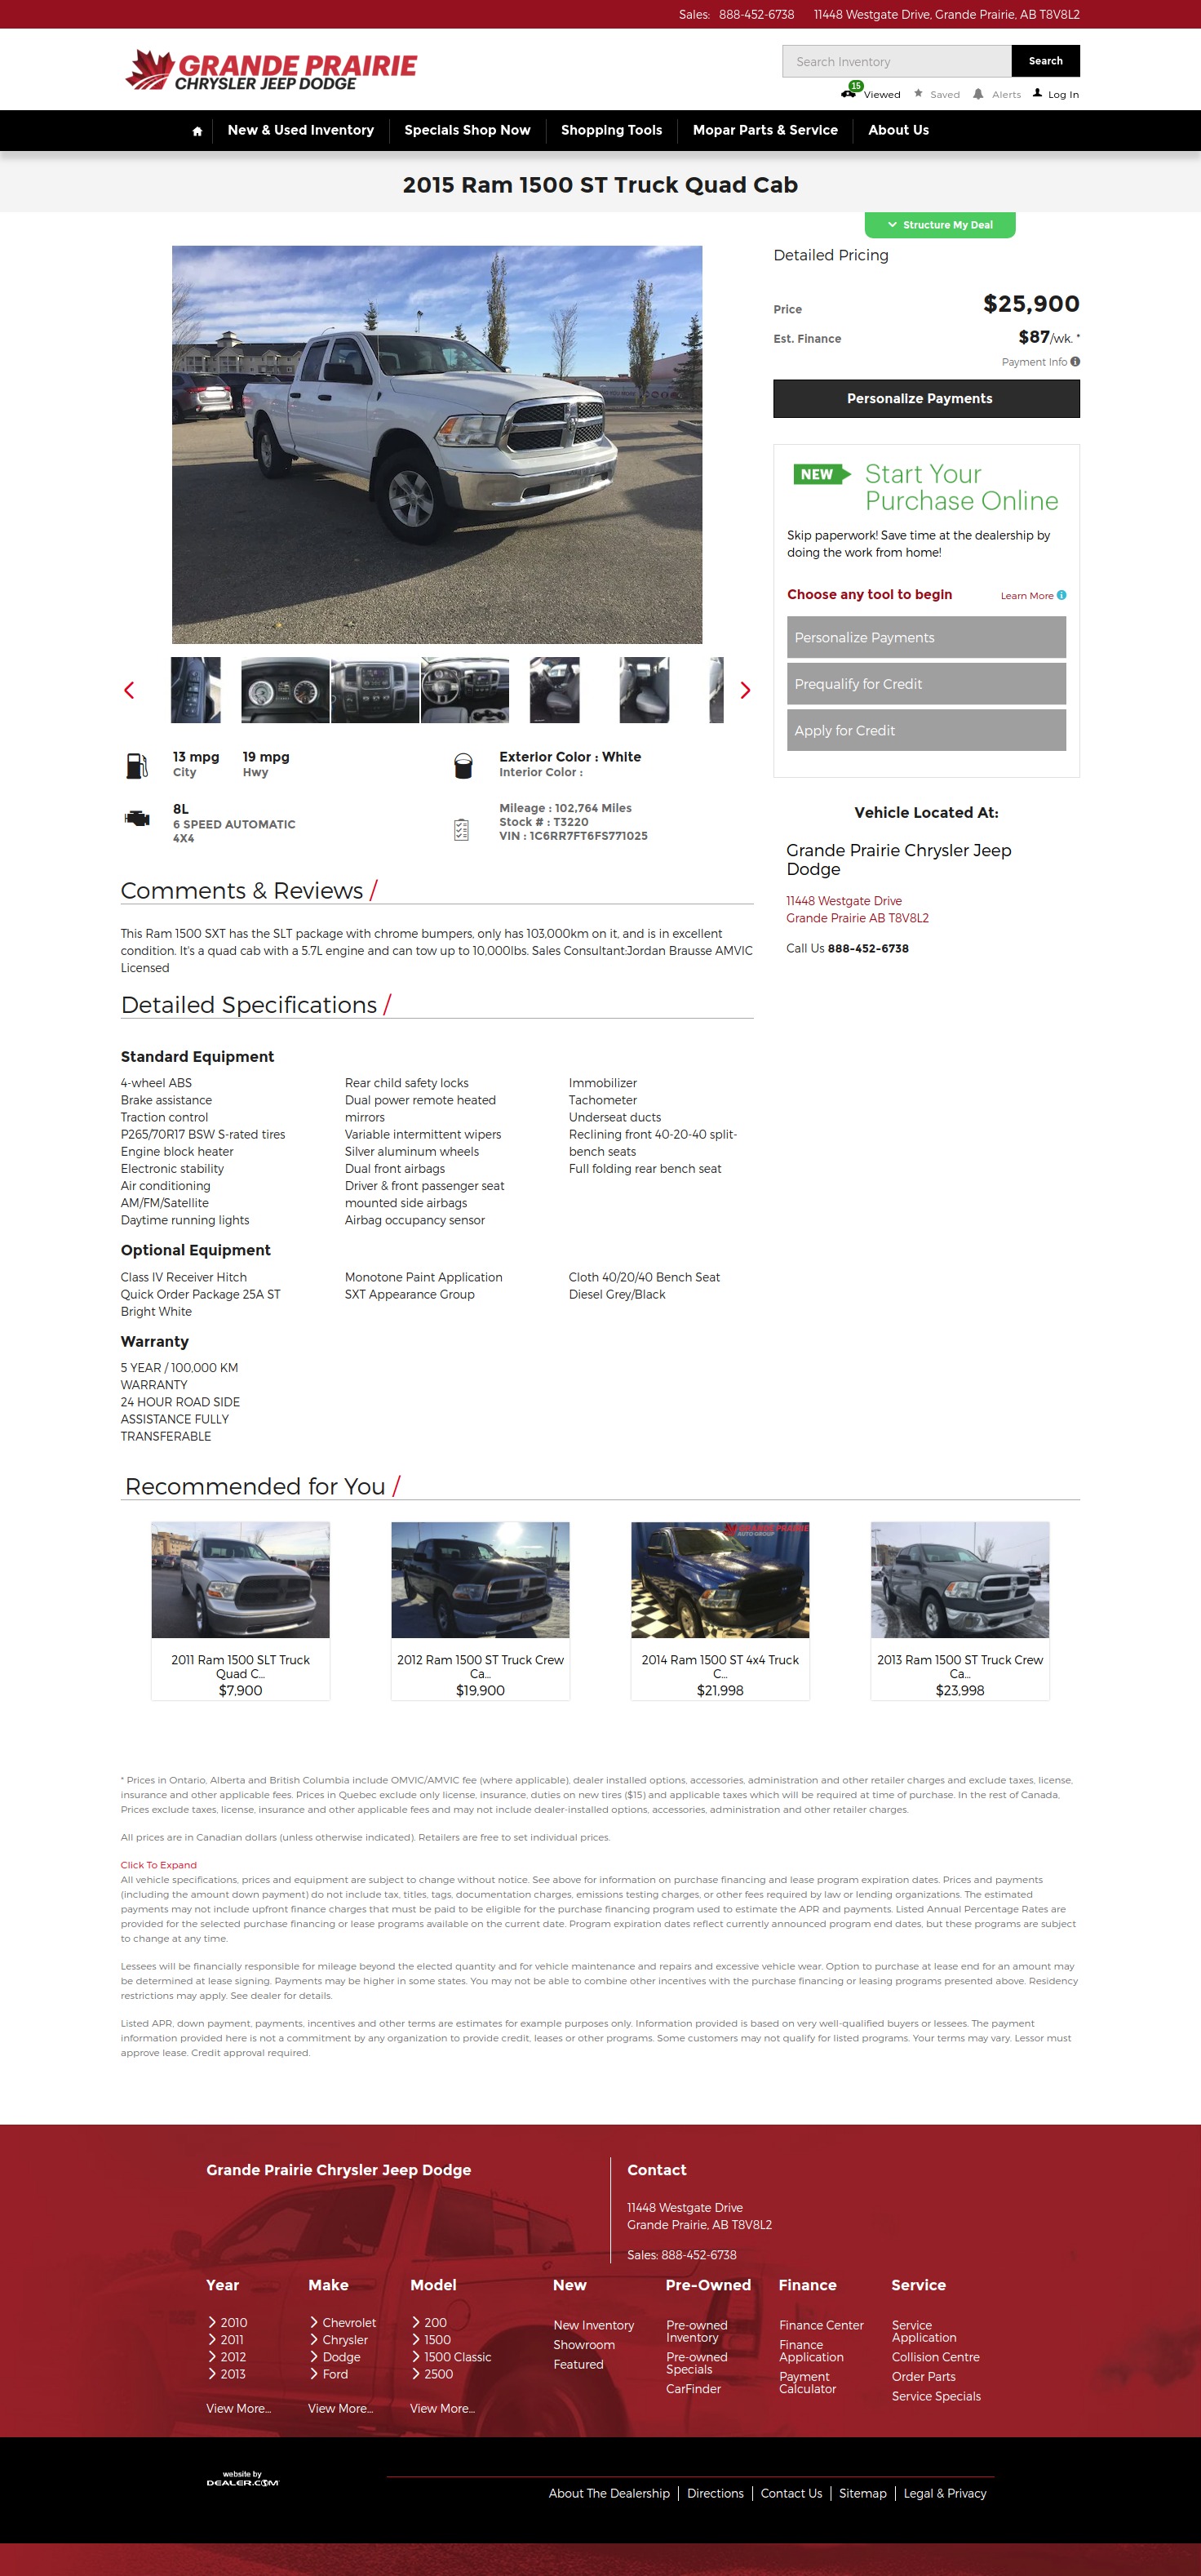 Sales: 888-452-6738 11448 Westgate Drive, Grande Prairie, AB T8V8L2
GRANDE PRAIRIE
CHRYSLER JEEP DODGE
Search Inventory
Search
15
Viewed Saved Alerts Log In
New & Used Inventory Specials Shop Now Shopping Tools Mopar Parts & Service About Us
2015 Ram 1500 ST Truck Quad Cab
Structure My Deal
Detailed Pricing
Price $25,900
Est. Finance $87/wk. *
Payment Info
Personalize Payments
NEW Start Your
Purchase Online
Skip paperwork! Save time at the dealership by
doing the work from home!
Choose any tool to begin Learn More
Personalize Payments
Prequalify for Credit
Apply for Credit
13 mpg 19 mpg
City Hwy
Exterior Color : White
Interior Color :
8L
6 SPEED AUTOMATIC
4X4
Mileage : 102,764 Miles
Stock # : T3220
VIN : 1C6RR7FT6FS771025
Vehicle Located At:
Grande Prairie Chrysler Jeep
Dodge
11448 Westgate Drive
Grande Prairie AB T8V8L2
Call Us 888-452-6738
Comments & Reviews /
This Ram 1500 SXT has the SLT package with chrome bumpers, only has 103,000km on it, and is in excellent
condition. It's a quad cab with a 5.7L engine and can tow up to 10,000lbs. Sales Consultant:Jordan Brausse AMVIC
Licensed
Detailed Specifications /
Standard Equipment
4-wheel ABS
Brake assistance
Traction control
P265/70R17 BSW S-rated tires
Engine block heater
Electronic stability
Air conditioning
AM/FM/Satellite
Daytime running lights
Rear child safety locks
Dual power remote heated
mirrors
Variable intermittent wipers
Silver aluminum wheels
Dual front airbags
Driver & front passenger seat
mounted side airbags
Airbag occupancy sensor
Immobilizer
Tachometer
Underseat ducts
Reclining front 40-20-40 split-
bench seats
Full folding rear bench seat
Optional Equipment
Class IV Receiver Hitch
Quick Order Package 25A ST
Bright White
Monotone Paint Application
SXT Appearance Group
Cloth 40/20/40 Bench Seat
Diesel Grey/Black
Warranty
5 YEAR / 100,000 KM
WARRANTY
24 HOUR ROAD SIDE
ASSISTANCE FULLY
TRANSFERABLE
Recommended for You /
GRANDE PRAIRIE
AUTO GROUP
2011 Ram 1500 SLT Truck
Quad C...
$7,900
2012 Ram 1500 ST Truck Crew
Ca...
$19,900
2014 Ram 1500 ST 4x4 Truck
C...
$21,998
2013 Ram 1500 ST Truck Crew
Ca...
$23,998
* Prices in Ontario, Alberta and British Columbia include OMVIC/AMVIC fee (where applicable), dealer installed options, accessories, administration and other retailer charges and exclude taxes, license,
insurance and other applicable fees. Prices in Quebec exclude only license, insurance, duties on new tires ($15) and applicable taxes which will be required at time of purchase. In the rest of Canada,
Prices exclude taxes, license, insurance and other applicable fees and may not include dealer-installed options, accessories, administration and other retailer charges.
All prices are in Canadian dollars (unless otherwise indicated). Retailers are free to set individual prices.
Click To Expand
All vehicle specifications, prices and equipment are subject to change without notice. See above for information on purchase financing and lease program expiration dates. Prices and payments
(including the amount down payment) do not include tax, titles, tags, documentation charges, emissions testing charges, or other fees required by law or lending organizations. The estimated
payments may not include upfront finance charges that must be paid to be eligible for the purchase financing program used to estimate the APR and payments. Listed Annual Percentage Rates are
provided for the selected purchase financing or lease programs available on the current date. Program expiration dates reflect currently announced program end dates, but these programs are subject
to change at any time.
Lessees will be financially responsible for mileage beyond the elected quantity and for vehicle maintenance and repairs and excessive vehicle wear. Option to purchase at lease end for an amount may
be determined at lease signing. Payments may be higher in some states. You may not be able to combine other incentives with the purchase financing or leasing programs presented above. Residency
restrictions may apply. See dealer for details.
Listed APR, down payment, payments, incentives and other terms are estimates for example purposes only. Information provided is based on very well-qualified buyers or lessees. The payment
information provided here is not a commitment by any organization to provide credit, leases or other programs. Some customers may not qualify for listed programs. Your terms may vary. Lessor must
approve lease. Credit approval required.
Grande Prairie Chrysler Jeep Dodge
Contact
11448 Westgate Drive
Grande Prairie, AB T8V8L2
Sales: 888-452-6738
Year
2010
2011
2012
2013
View More...
Make
Chevrolet
Chrysler
Dodge
Ford
View More...
Model
200
1500
1500 Classic
2500
View More...
New
New Inventory
Showroom
Featured
Pre-Owned
Pre-owned
Inventory
Pre-owned
Specials
CarFinder
Finance
Finance Center
Finance
Application
Payment
Calculator
Service
Service
Application
Collision Centre
Order Parts
Service Specials
website by
DEALER.COM
About The Dealership Directions Contact Us Sitemap Legal & Privacy